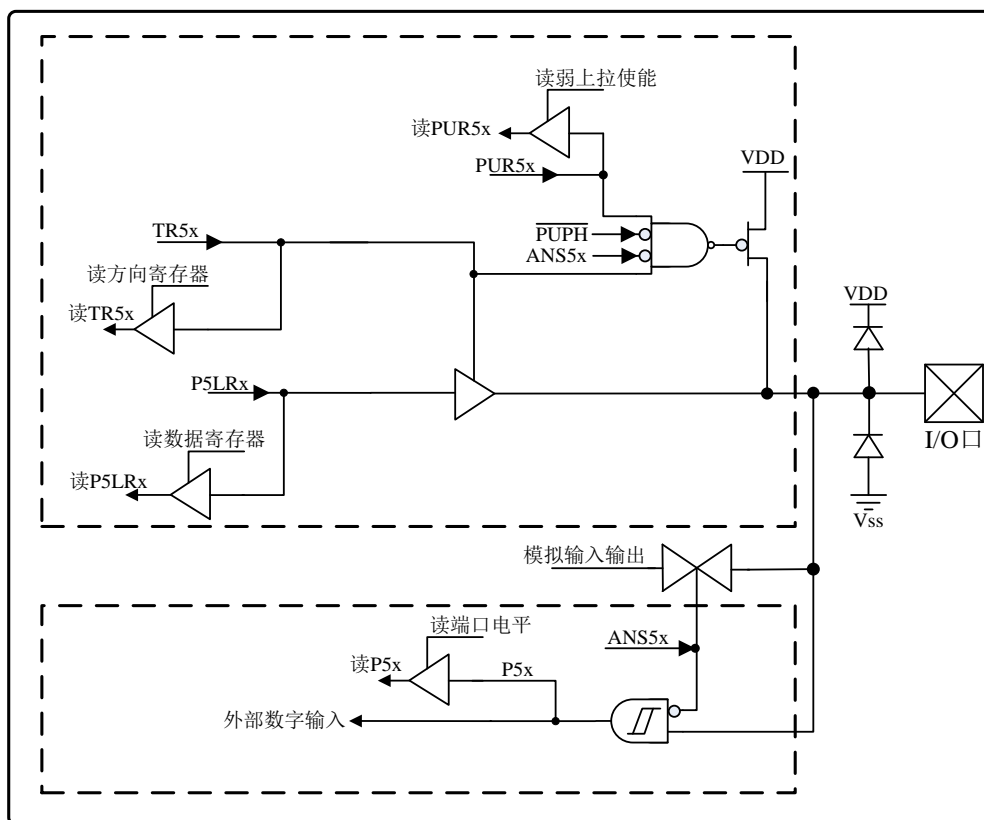 读弱上拉使能
读PUR5x
PUR5x
VDD
TR5x
PUPH
ANS5x
读方向寄存器
读TR5x
VDD
P5LRx
I/O口
读数据寄存器
读P5LRx
Vss
模拟输入输出
读端口电平
ANS5x
读P5x
P5x
外部数字输入